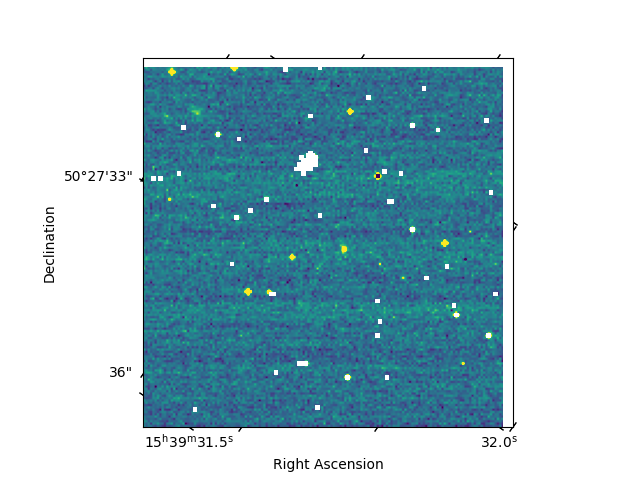 50°27'33"
Declination
36"
15ʰ39ᵐ31.5ˢ
32.0ˢ
Right Ascension